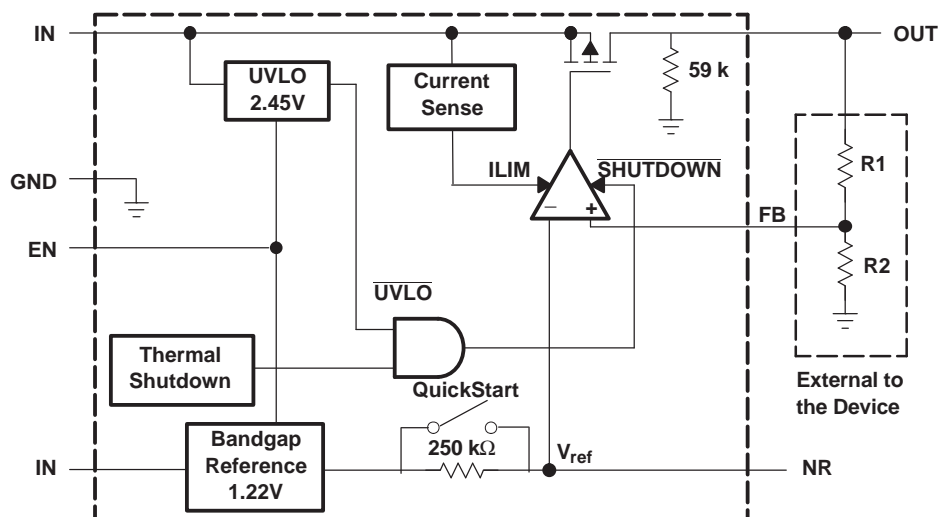 IN
OUT
UVLO
2.45V
Current
Sense
59 k
GND
ILIM
SHUTDOWN
R1
− +
FB
EN
R2
UVLO
Thermal
Shutdown
QuickStart
External to
the Device
Bandgap
Reference
1.22V
250 kΩ
IN
Vref
NR